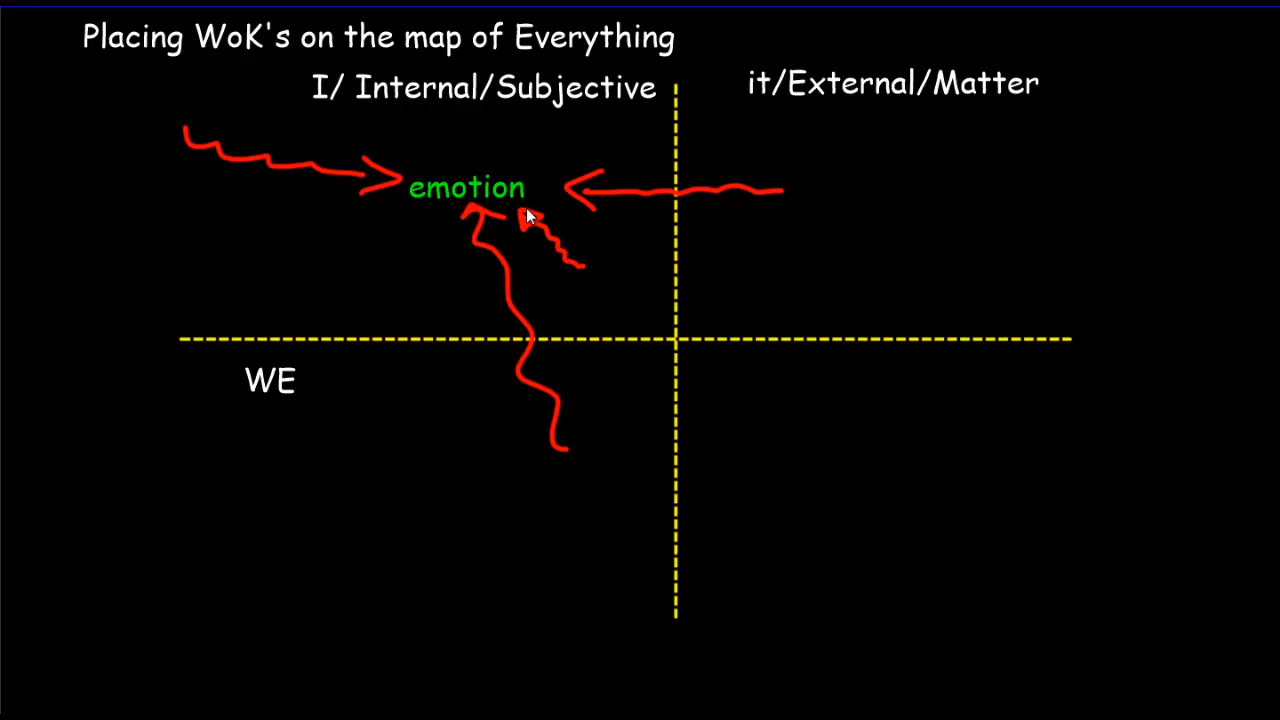 Placing WoK's on the map of Everything
I/ Internal/Subjective
it/External/Matter
emotion
WE